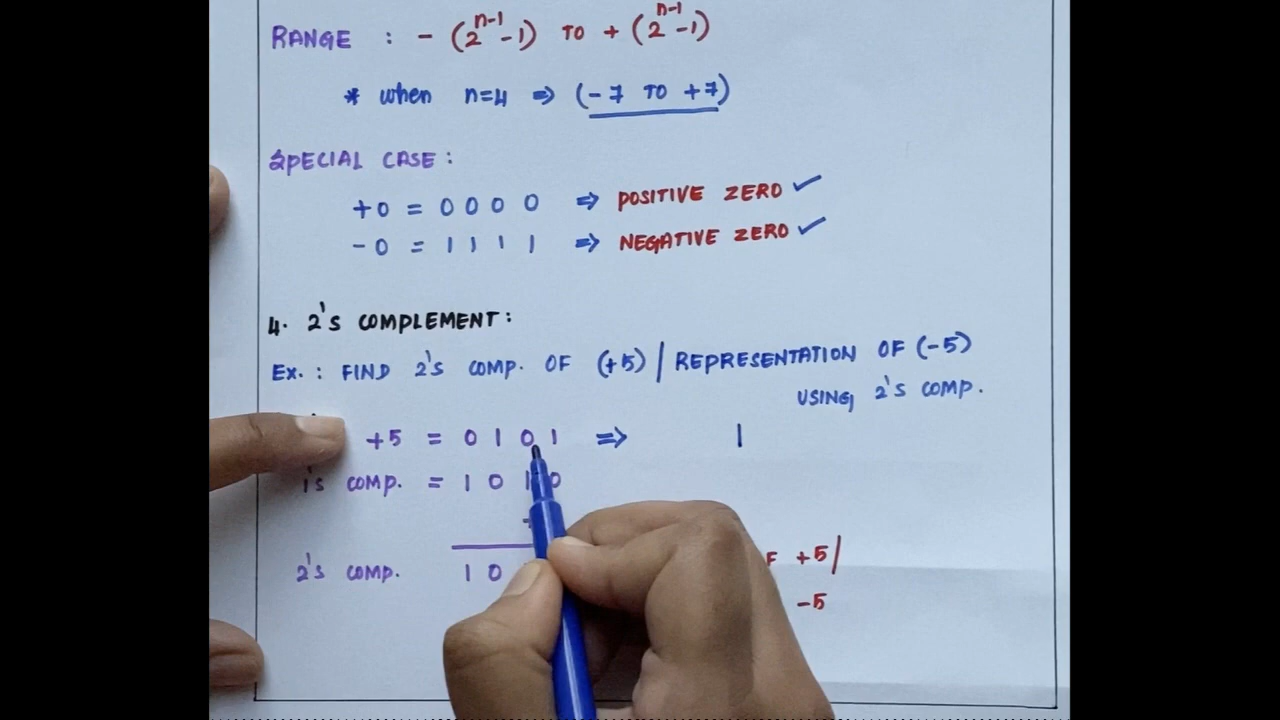 RANGE : - (2^(n-1) -1) TO + (2^(n-1) -1)
* when n=4 ⇒ (-7 TO +7)
SPECIAL CASE :
+0 = 0 0 0 0 ⇒ POSITIVE ZERO ✓
-0 = 1 1 1 1 ⇒ NEGATIVE ZERO ✓
4. 2's COMPLEMENT :
Ex. : FIND 2's COMP. OF (+5) / REPRESENTATION OF (-5)
USING 2's COMP.
+5 = 0 1 0 1 ⇒ 1
1's COMP. = 1 0 1 0
2's COMP. 1 0
+5 /
-5